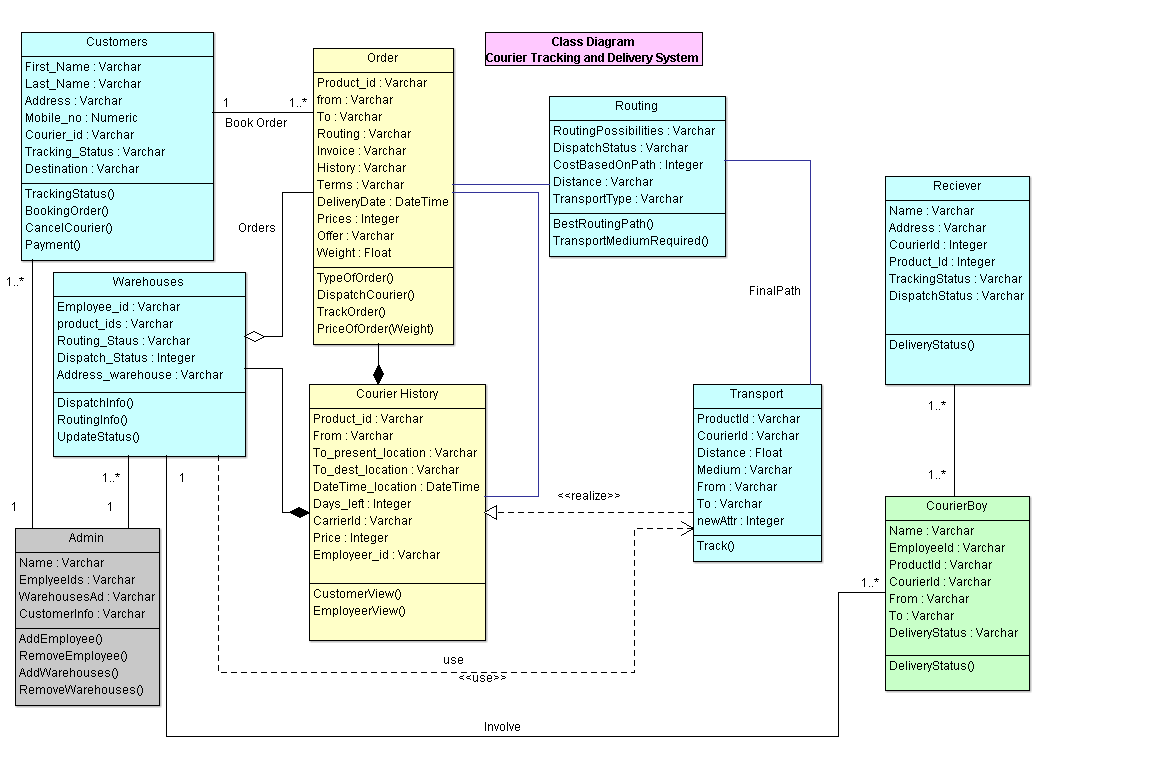 Class Diagram
Courier Tracking and Delivery System
Customers
First_Name : Varchar
Last_Name : Varchar
Address : Varchar
Mobile_no : Numeric
Courier_id : Varchar
Tracking_Status : Varchar
Destination : Varchar
TrackingStatus()
BookingOrder()
CancelCourier()
Payment()
1
1..*
Book Order
Order
Product_id : Varchar
from : Varchar
To : Varchar
Routing : Varchar
Invoice : Varchar
History : Varchar
Terms : Varchar
DeliveryDate : DateTime
Prices : Integer
Offer : Varchar
Weight : Float
TypeOfOrder()
DispatchCourier()
TrackOrder()
PriceOfOrder(Weight)
Routing
RoutingPossibilities : Varchar
DispatchStatus : Varchar
CostBasedOnPath : Integer
Distance : Varchar
TransportType : Varchar
BestRoutingPath()
TransportMediumRequired()
Reciever
Name : Varchar
Address : Varchar
CourierId : Integer
Product_Id : Integer
TrackingStatus : Varchar
DispatchStatus : Varchar
DeliveryStatus()
Orders
1..*
FinalPath
Warehouses
Employee_id : Varchar
product_ids : Varchar
Routing_Staus : Varchar
Dispatch_Status : Integer
Address_warehouse : Varchar
DispatchInfo()
RoutingInfo()
UpdateStatus()
Courier History
Product_id : Varchar
From : Varchar
To_present_location : Varchar
To_dest_location : Varchar
DateTime_location : DateTime
Days_left : Integer
CarrierId : Varchar
Price : Integer
Employeer_id : Varchar
CustomerView()
EmployeerView()
Transport
ProductId : Varchar
CourierId : Varchar
Distance : Float
Medium : Varchar
From : Varchar
To : Varchar
newAttr : Integer
Track()
1..*
1..*
1..*
1
1
1
<<realize>>
CourierBoy
Name : Varchar
EmployeeId : Varchar
ProductId : Varchar
CourierId : Varchar
From : Varchar
To : Varchar
DeliveryStatus : Varchar
DeliveryStatus()
Admin
Name : Varchar
EmplyeeIds : Varchar
WarehousesAd : Varchar
CustomerInfo : Varchar
AddEmployee()
RemoveEmployee()
AddWarehouses()
RemoveWarehouses()
1..*
use
<<use>>
Involve